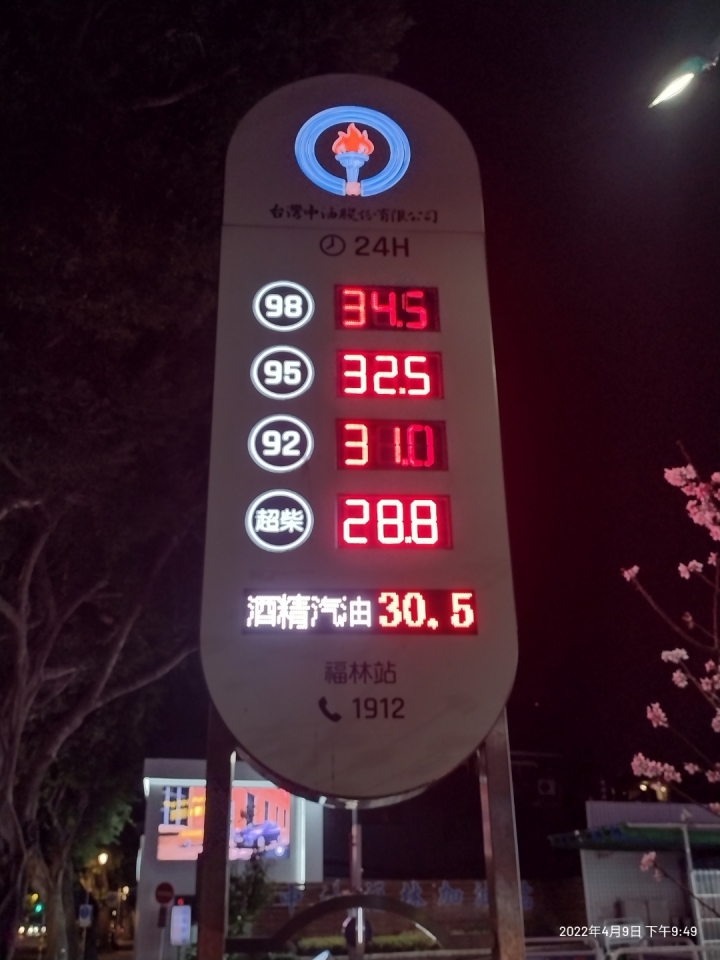 台灣中油股份有限公司
24H
98 34.5
95 32.5
92 31.0
超柴 28.8
酒精汽油 30.5
福林站
1912
2022年4月9日 下午9:49